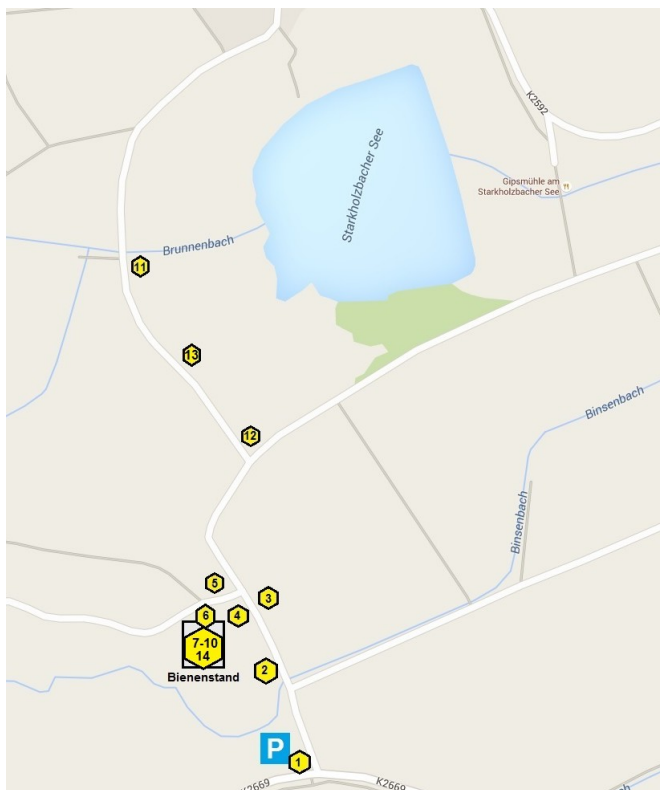 K2592
Gipsmühle am
Starkholzbacher See
Starkholzbacher See
Brunnenbach
11
13
12
Binsenbach
Binsenbach
5
3
6
4
7-10
14
Bienenstand
2
P
1
K2669
K2669